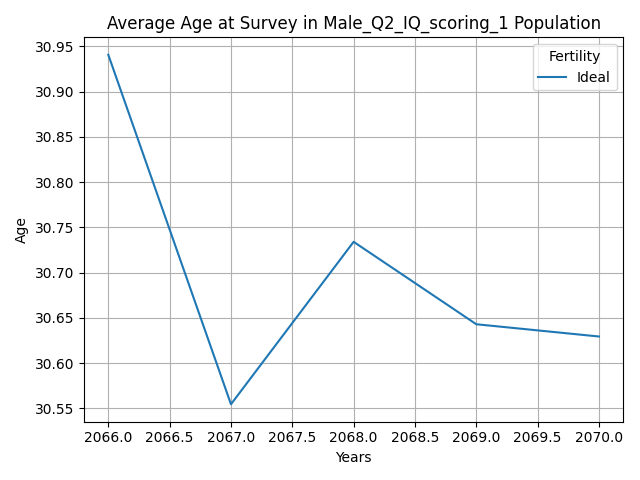 Average Age at Survey in Male_Q2_IQ_scoring_1 Population
Fertility
Ideal
30.95
30.90
30.85
30.80
30.75
30.70
30.65
30.60
30.55
Age
2066.0 2066.5 2067.0 2067.5 2068.0 2068.5 2069.0 2069.5 2070.0
Years